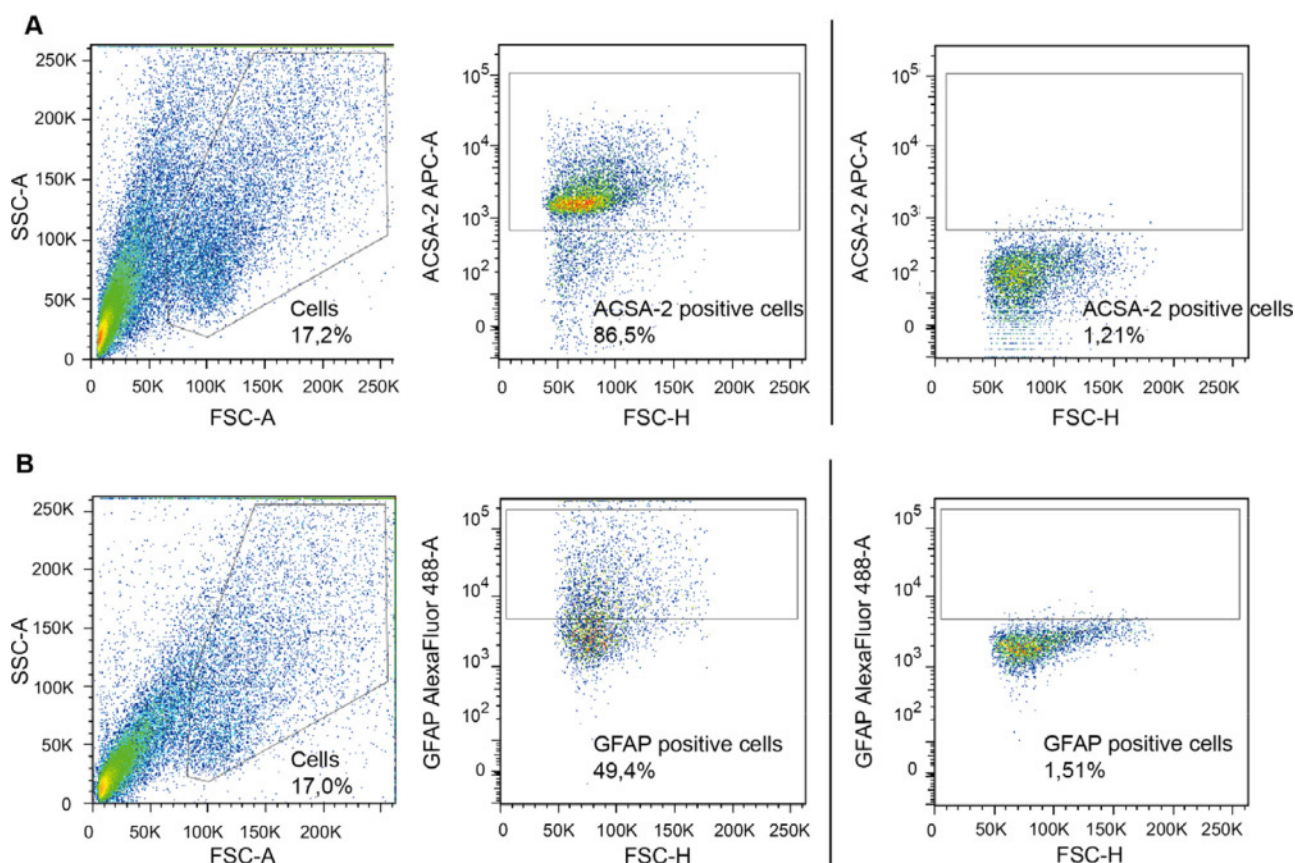 A
250K
200K
150K
100K
50K
0
SSC-A
0 50K 100K 150K 200K 250K
FSC-A
Cells
17,2%
10^5
10^4
10^3
10^2
0
ACSA-2 APC-A
0 50K 100K 150K 200K 250K
FSC-H
ACSA-2 positive cells
86,5%
10^5
10^4
10^3
10^2
0
ACSA-2 APC-A
0 50K 100K 150K 200K 250K
FSC-H
ACSA-2 positive cells
1,21%
B
250K
200K
150K
100K
50K
0
SSC-A
0 50K 100K 150K 200K 250K
FSC-A
Cells
17,0%
10^5
10^4
10^3
10^2
0
GFAP AlexaFluor 488-A
0 50K 100K 150K 200K 250K
FSC-H
GFAP positive cells
49,4%
10^5
10^4
10^3
10^2
0
GFAP AlexaFluor 488-A
0 50K 100K 150K 200K 250K
FSC-H
GFAP positive cells
1,51%